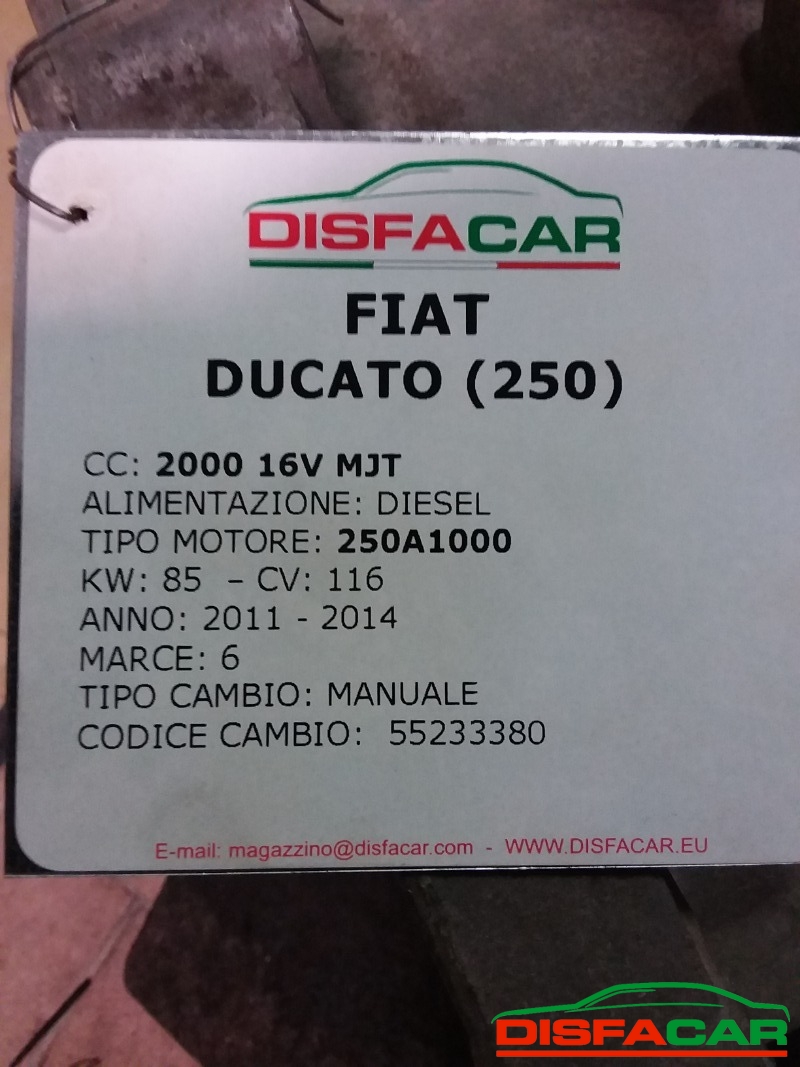 DISFACAR
FIAT
DUCATO (250)
CC: 2000 16V MJT
ALIMENTAZIONE: DIESEL
TIPO MOTORE: 250A1000
KW: 85 – CV: 116
ANNO: 2011 - 2014
MARCE: 6
TIPO CAMBIO: MANUALE
CODICE CAMBIO: 55233380
E-mail: magazzino@disfacar.com - WWW.DISFACAR.EU
DISFACAR